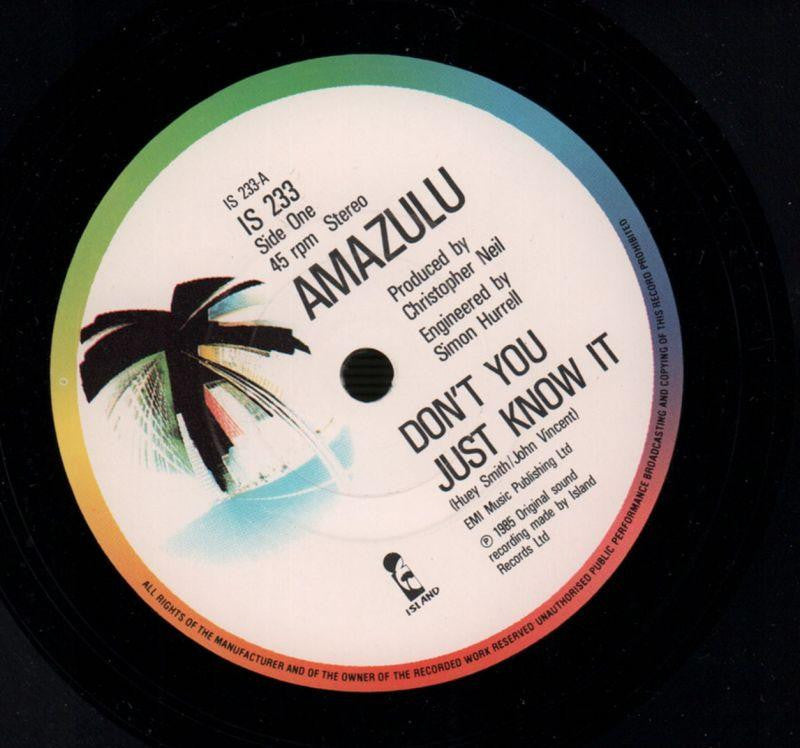 IS 233-A
IS 233
Side One
45 rpm Stereo
AMAZULU
Produced by
Christopher Neil
Engineered by
Simon Hurrell
DON'T YOU
JUST KNOW IT
(Huey Smith/John Vincent)
EMI Music Publishing Ltd
℗ 1985 Original sound
recording made by Island
Records Ltd
ISLAND
ALL RIGHTS OF THE MANUFACTURER AND OF THE OWNER OF THE RECORDED WORK RESERVED UNAUTHORISED PUBLIC PERFORMANCE BROADCASTING AND COPYING OF THIS RECORD PROHIBITED